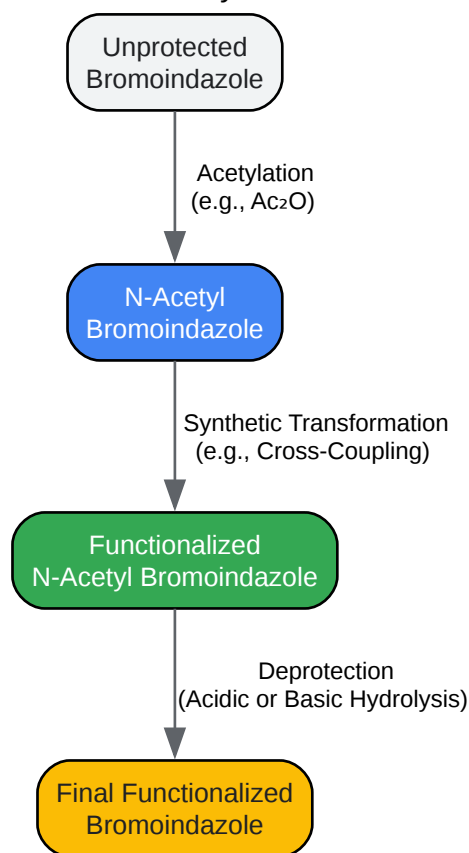 Unprotected
Bromoindazole
Acetylation
(e.g., Ac₂O)
N-Acetyl
Bromoindazole
Synthetic Transformation
(e.g., Cross-Coupling)
Functionalized
N-Acetyl Bromoindazole
Deprotection
(Acidic or Basic Hydrolysis)
Final Functionalized
Bromoindazole